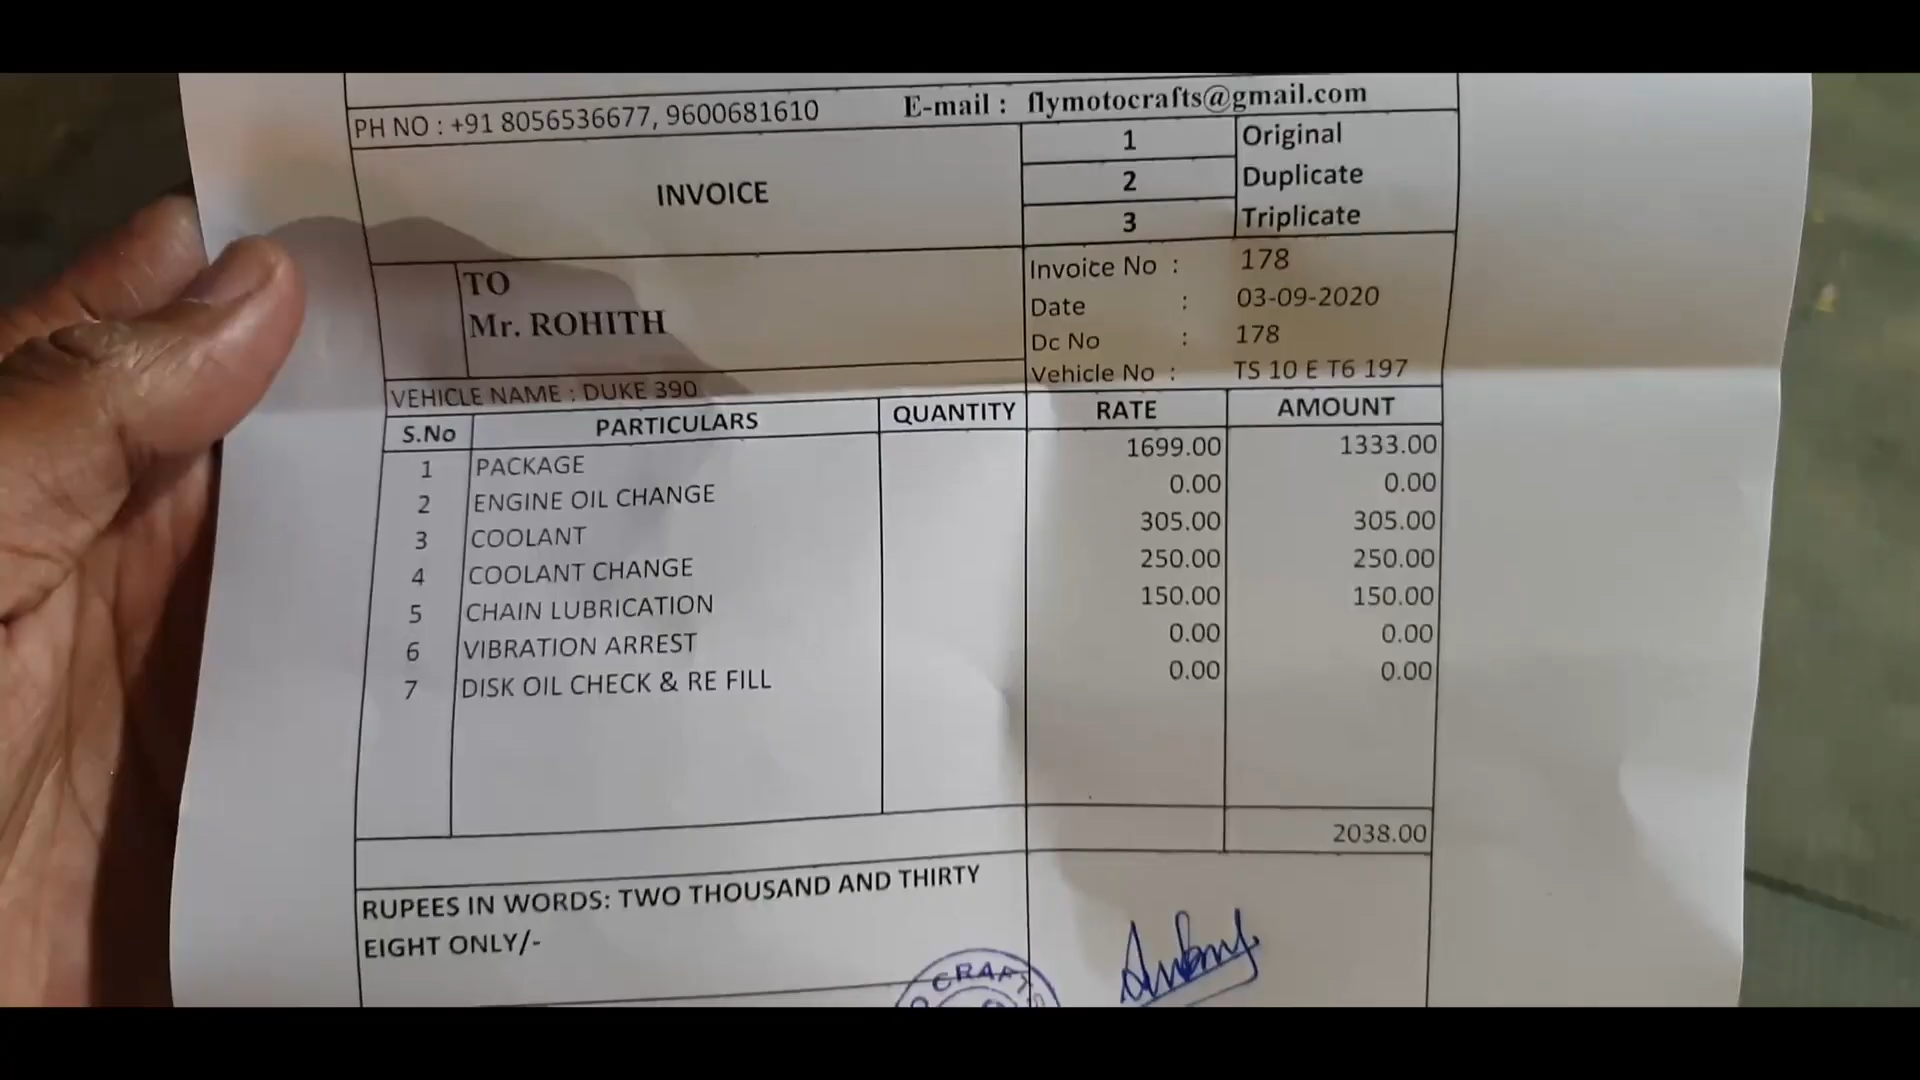 PH NO : +91 8056536677, 9600681610 E-mail : flymotocrafts@gmail.com
INVOICE
1 Original
2 Duplicate
3 Triplicate
TO
Mr. ROHITH
Invoice No : 178
Date : 03-09-2020
Dc No : 178
Vehicle No : TS 10 E T6 197
VEHICLE NAME : DUKE 390
S.No PARTICULARS QUANTITY RATE AMOUNT
1 PACKAGE 1699.00 1333.00
2 ENGINE OIL CHANGE 0.00 0.00
3 COOLANT 305.00 305.00
4 COOLANT CHANGE 250.00 250.00
5 CHAIN LUBRICATION 150.00 150.00
6 VIBRATION ARREST 0.00 0.00
7 DISK OIL CHECK & RE FILL 0.00 0.00
2038.00
RUPEES IN WORDS: TWO THOUSAND AND THIRTY
EIGHT ONLY/-